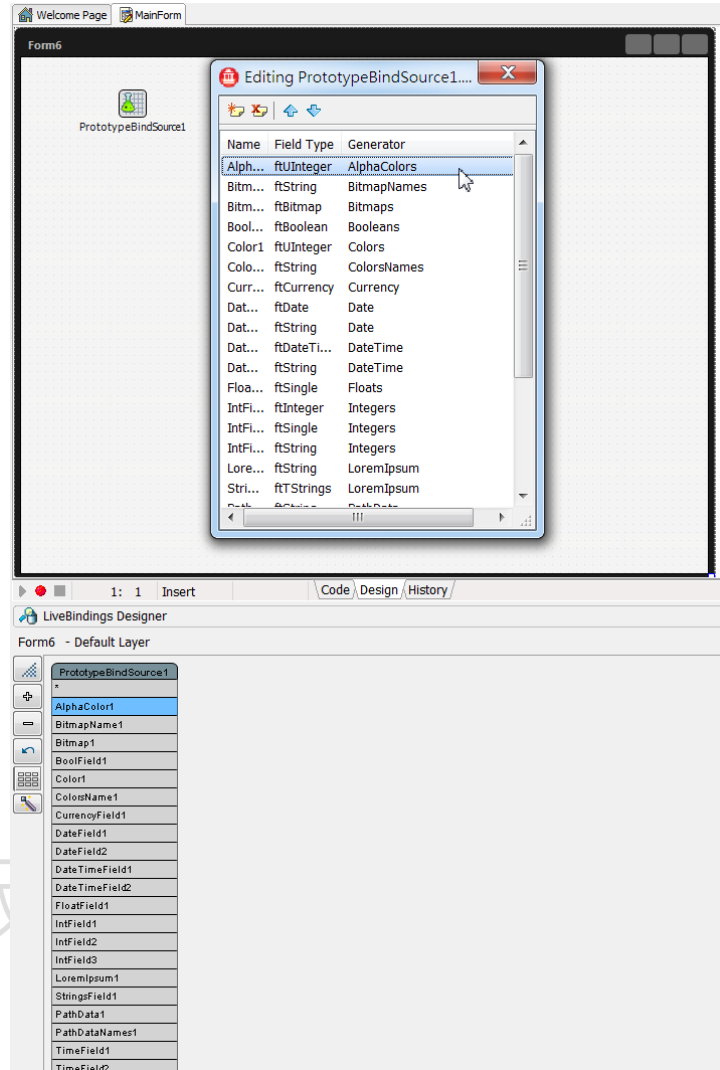 Welcome Page MainForm
Form6
PrototypeBindSource1
Editing PrototypeBindSource1....
Name Field Type Generator
Alph... ftUInteger AlphaColors
Bitm... ftString BitmapNames
Bitm... ftBitmap Bitmaps
Bool... ftBoolean Booleans
Color1 ftUInteger Colors
Colo... ftString ColorsNames
Curr... ftCurrency Currency
Dat... ftDate Date
Dat... ftString Date
Dat... ftDateTi... DateTime
Dat... ftString DateTime
Floa... ftSingle Floats
IntFi... ftInteger Integers
IntFi... ftSingle Integers
IntFi... ftString Integers
Lore... ftString LoremIpsum
Stri... ftTStrings LoremIpsum
1: 1 Insert Code Design History
LiveBindings Designer
Form6 - Default Layer
PrototypeBindSource1
*
AlphaColor1
BitmapName1
Bitmap1
BoolField1
Color1
ColorsName1
CurrencyField1
DateField1
DateField2
DateTimeField1
DateTimeField2
FloatField1
IntField1
IntField2
IntField3
LoremIpsum1
StringsField1
PathData1
PathDataNames1
TimeField1
TimeField2